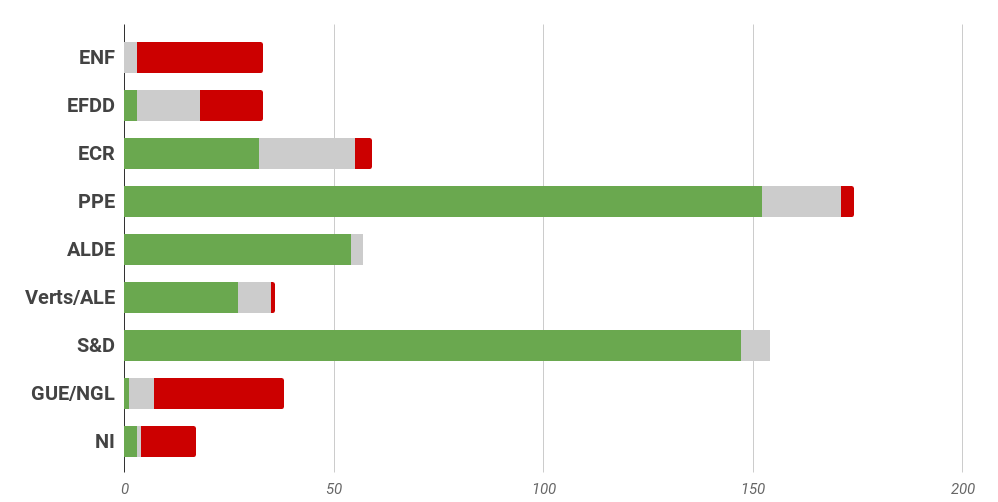 ENF
EFDD
ECR
PPE
ALDE
Verts/ALE
S&D
GUE/NGL
NI
0 50 100 150 200